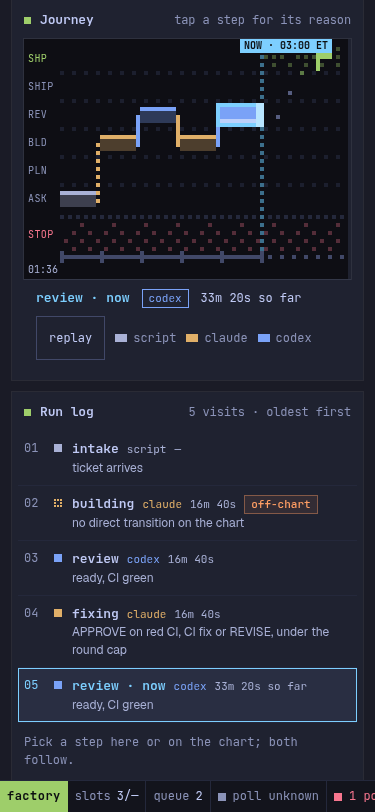 Journey tap a step for its reason
NOW · 03:00 ET
SHP
SHIP
REV
BLD
PLN
ASK
STOP
01:36
review · now codex 33m 20s so far
replay script claude codex
Run log 5 visits · oldest first
01 intake script —
ticket arrives
02 building claude 16m 40s off-chart
no direct transition on the chart
03 review codex 16m 40s
ready, CI green
04 fixing claude 16m 40s
APPROVE on red CI, CI fix or REVISE, under the
round cap
05 review · now codex 33m 20s so far
ready, CI green
Pick a step here or on the chart; both
follow.
factory slots 3/— queue 2 poll unknown 1